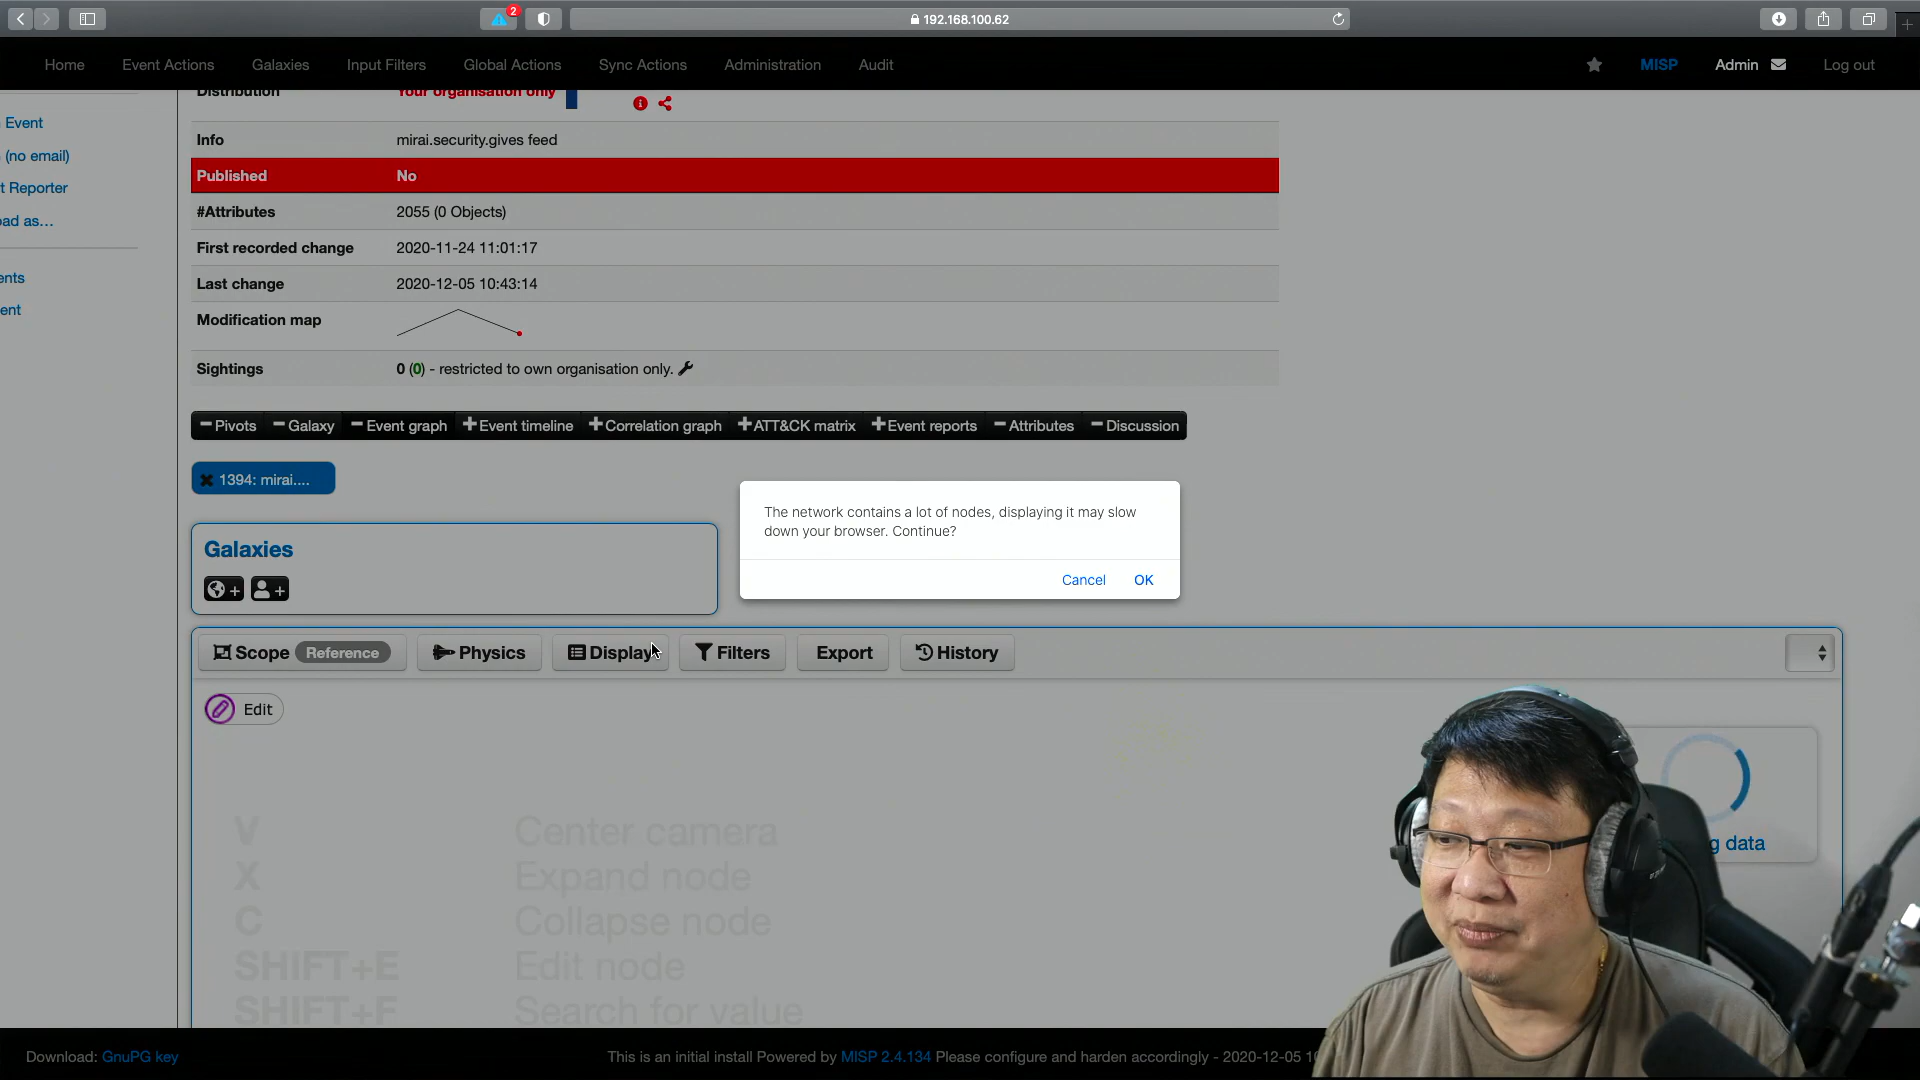 2
192.168.100.62
Home Event Actions Galaxies Input Filters Global Actions Sync Actions Administration Audit MISP Admin Log out
Distribution Your organisation only
Event
(no email)
t Reporter
oad as...
ents
ent
Info mirai.security.gives feed
Published No
#Attributes 2055 (0 Objects)
First recorded change 2020-11-24 11:01:17
Last change 2020-12-05 10:43:14
Modification map
Sightings 0 (0) - restricted to own organisation only.
Pivots Galaxy Event graph Event timeline Correlation graph ATT&CK matrix Event reports Attributes Discussion
1394: mirai....
The network contains a lot of nodes, displaying it may slow
down your browser. Continue?
Cancel OK
Galaxies
Scope Reference Physics Display Filters Export History
Edit
g data
V Center camera
X Expand node
C Collapse node
SHIFT+E Edit node
SHIFT+F Search for value
Download: GnuPG key This is an initial install Powered by MISP 2.4.134 Please configure and harden accordingly - 2020-12-05 10